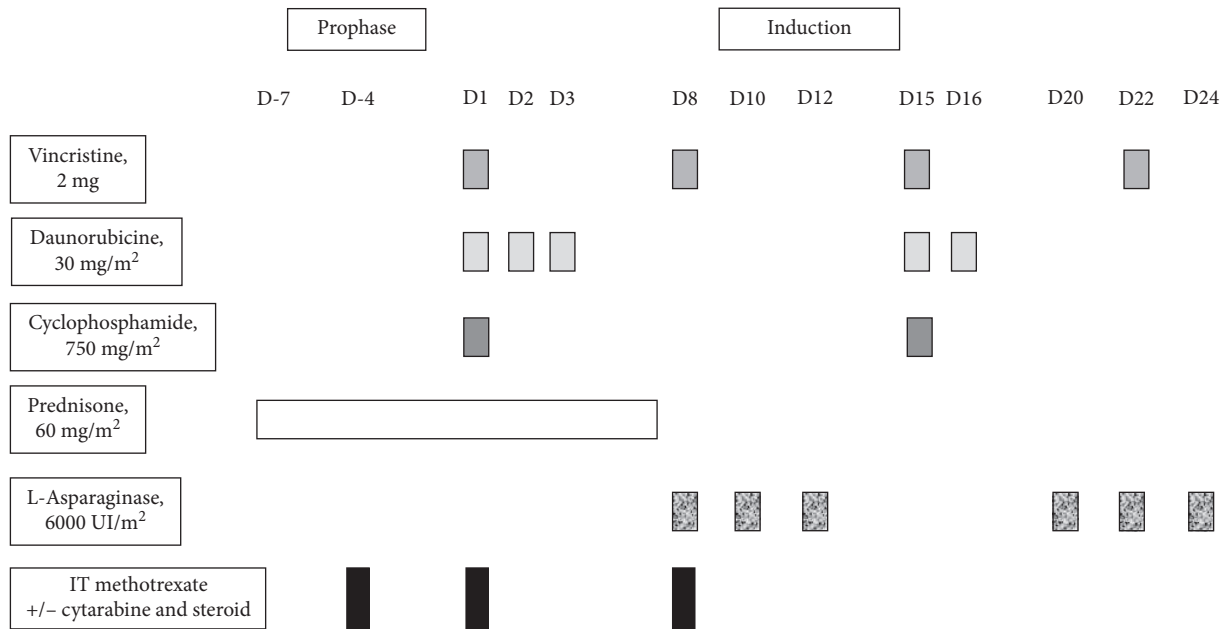 Prophase
Induction
D-7 D-4 D1 D2 D3 D8 D10 D12 D15 D16 D20 D22 D24
Vincristine,
2 mg
Daunorubicine,
30 mg/m²
Cyclophosphamide,
750 mg/m²
Prednisone,
60 mg/m²
L-Asparaginase,
6000 UI/m²
IT methotrexate
+/– cytarabine and steroid